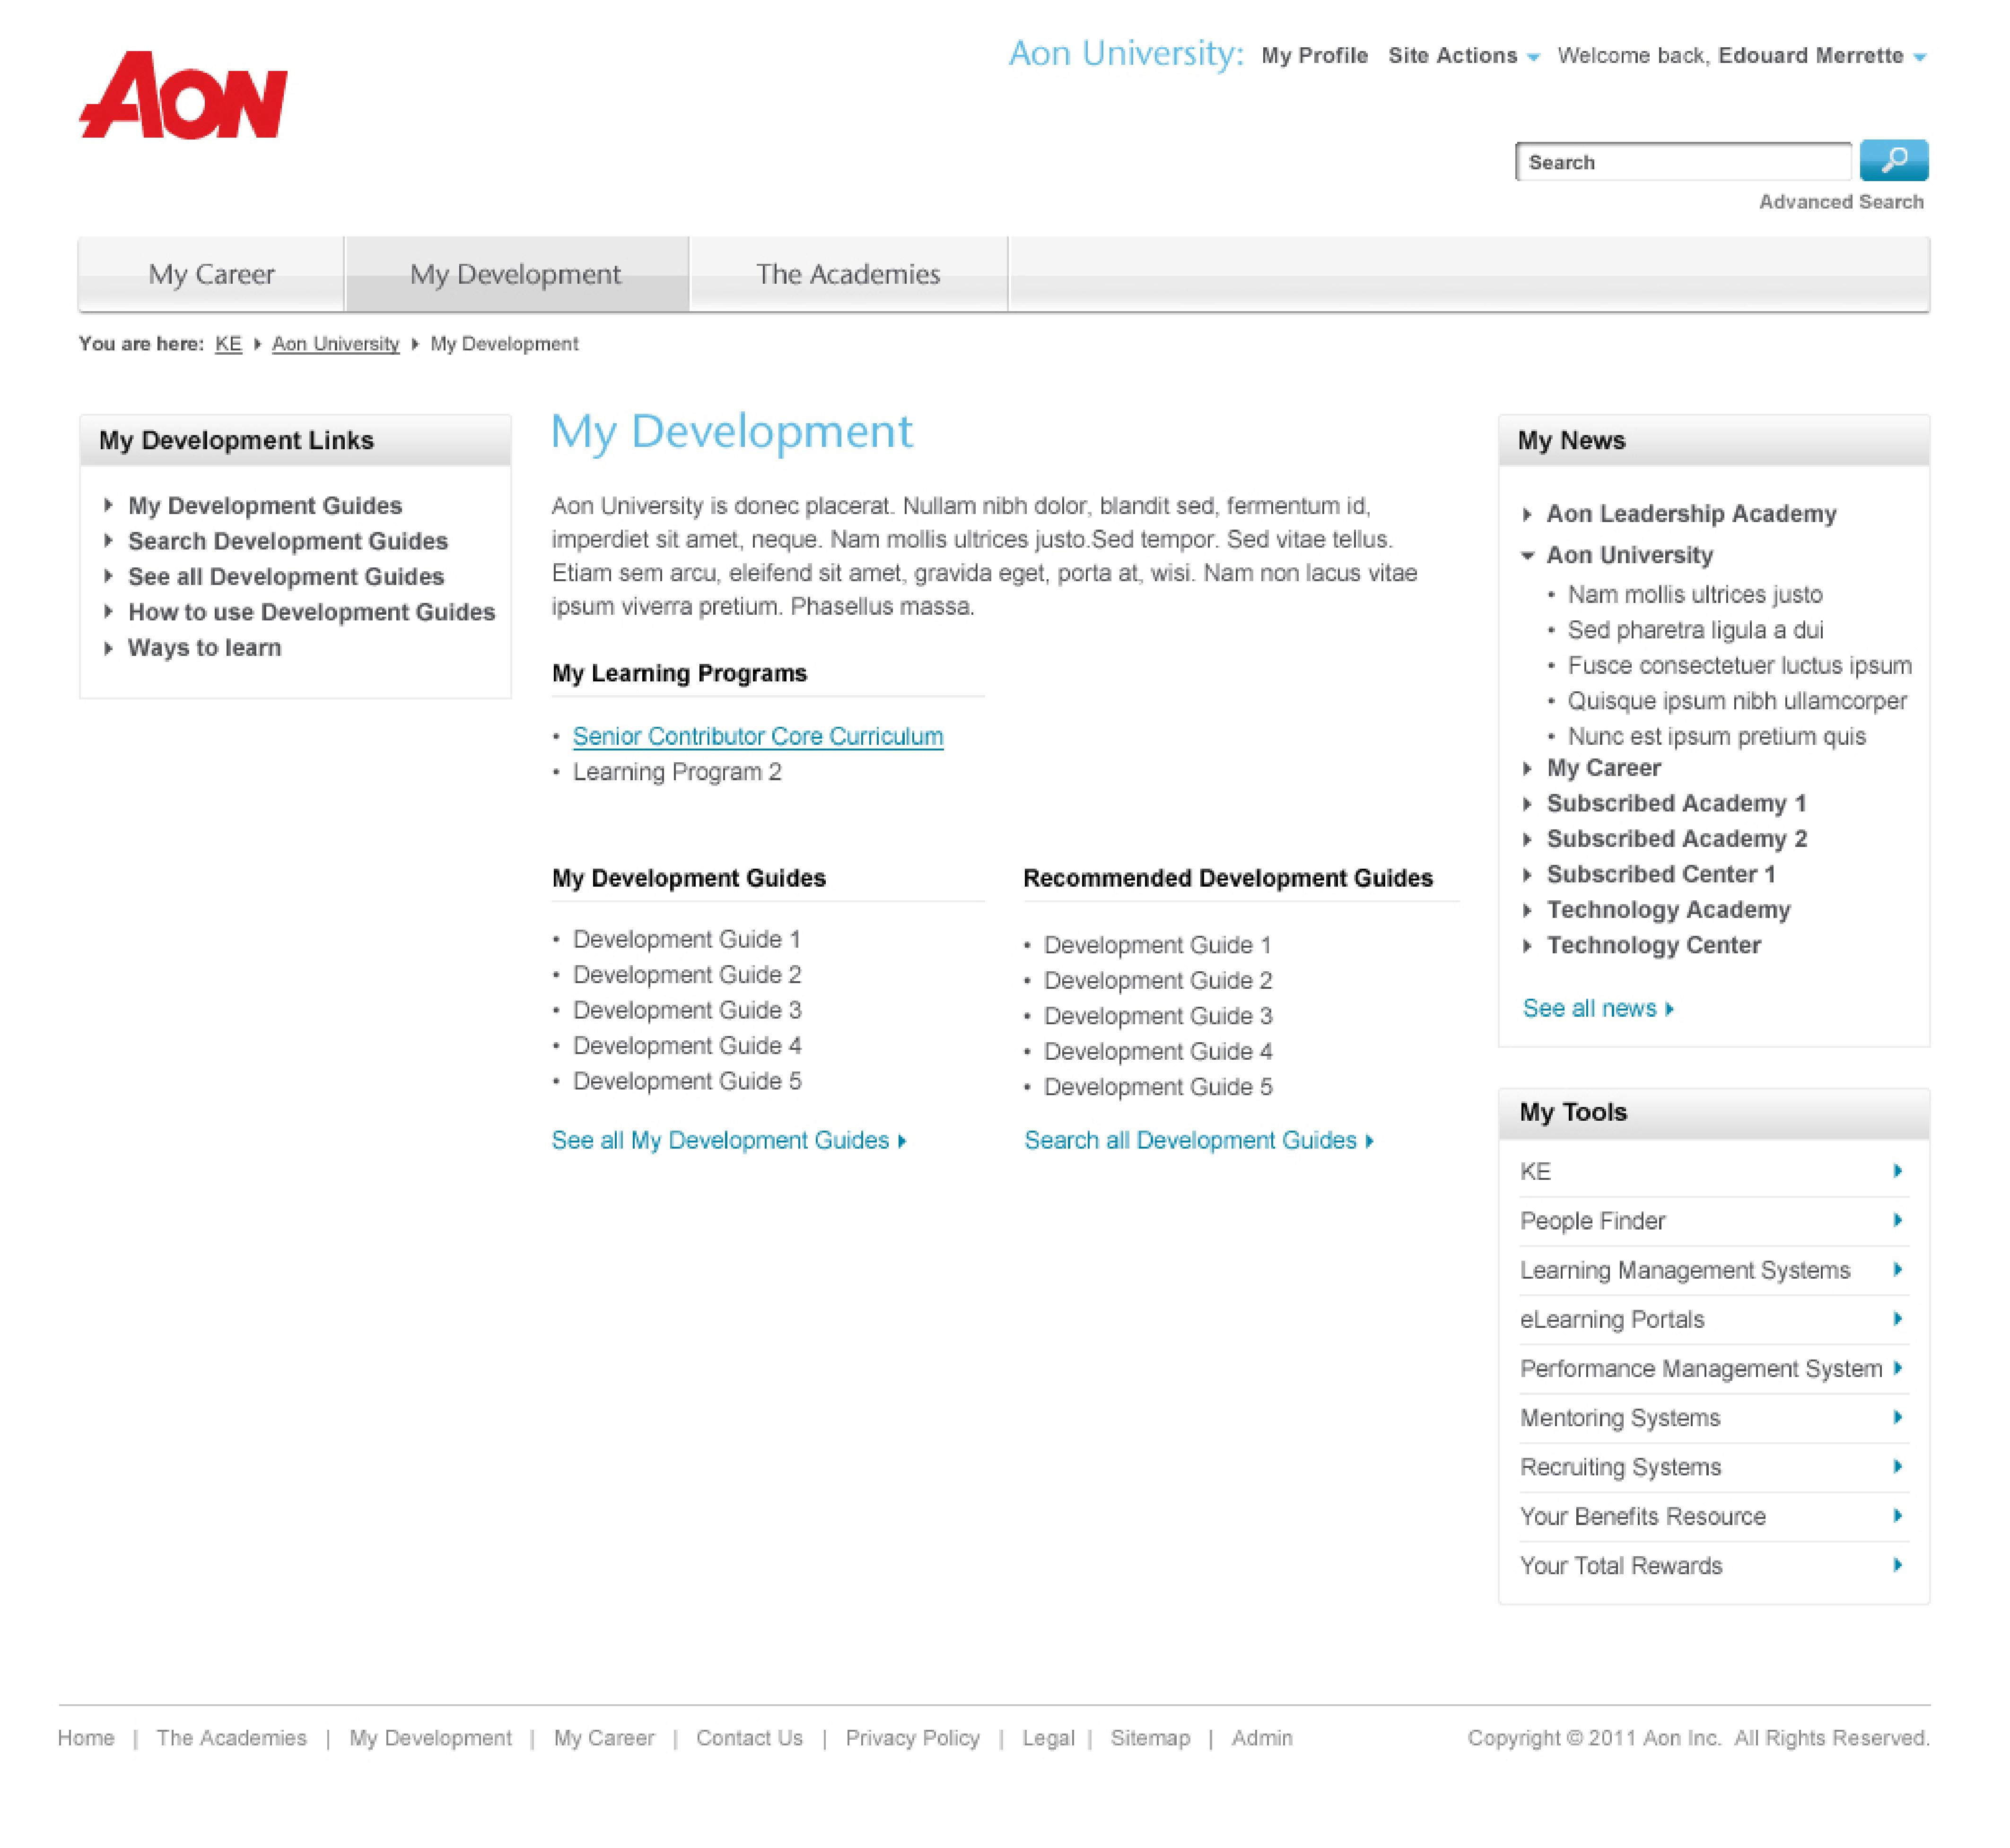 AON
Aon University: My Profile Site Actions Welcome back, Edouard Merrette
Search
Advanced Search
My Career My Development The Academies
You are here: KE Aon University My Development
My Development Links
My Development Guides
Search Development Guides
See all Development Guides
How to use Development Guides
Ways to learn
My Development
Aon University is donec placerat. Nullam nibh dolor, blandit sed, fermentum id,
imperdiet sit amet, neque. Nam mollis ultrices justo.Sed tempor. Sed vitae tellus.
Etiam sem arcu, eleifend sit amet, gravida eget, porta at, wisi. Nam non lacus vitae
ipsum viverra pretium. Phasellus massa.
My Learning Programs
• Senior Contributor Core Curriculum
• Learning Program 2
My Development Guides
• Development Guide 1
• Development Guide 2
• Development Guide 3
• Development Guide 4
• Development Guide 5
See all My Development Guides
Recommended Development Guides
• Development Guide 1
• Development Guide 2
• Development Guide 3
• Development Guide 4
• Development Guide 5
Search all Development Guides
My News
Aon Leadership Academy
Aon University
• Nam mollis ultrices justo
• Sed pharetra ligula a dui
• Fusce consectetuer luctus ipsum
• Quisque ipsum nibh ullamcorper
• Nunc est ipsum pretium quis
My Career
Subscribed Academy 1
Subscribed Academy 2
Subscribed Center 1
Technology Academy
Technology Center
See all news
My Tools
KE
People Finder
Learning Management Systems
eLearning Portals
Performance Management System
Mentoring Systems
Recruiting Systems
Your Benefits Resource
Your Total Rewards
Home | The Academies | My Development | My Career | Contact Us | Privacy Policy | Legal | Sitemap | Admin Copyright © 2011 Aon Inc. All Rights Reserved.